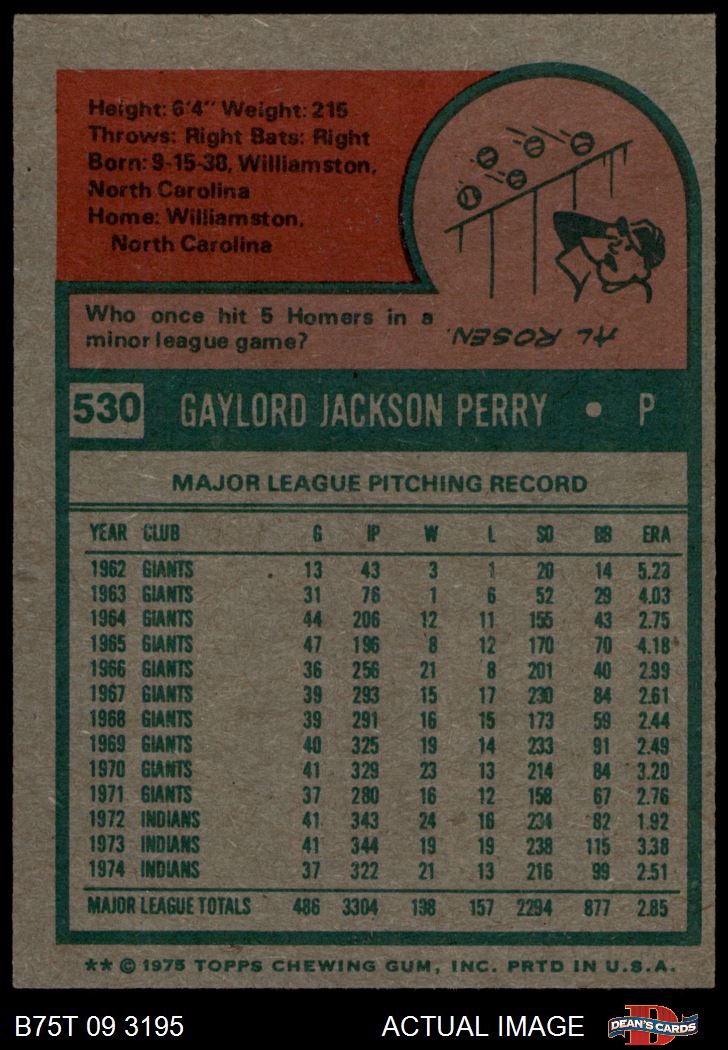 Height: 6'4" Weight: 215
Throws: Right Bats: Right
Born: 9-15-38, Williamston,
North Carolina
Home: Williamston,
North Carolina
Who once hit 5 Homers in a
minor league game?
AL ROSEN.
530 GAYLORD JACKSON PERRY • P
MAJOR LEAGUE PITCHING RECORD
YEAR CLUB G IP W L SO BB ERA
1962 GIANTS 13 43 3 1 20 14 5.23
1963 GIANTS 31 76 1 6 52 29 4.03
1964 GIANTS 44 206 12 11 155 43 2.75
1965 GIANTS 47 196 8 12 170 70 4.18
1966 GIANTS 36 256 21 8 201 40 2.99
1967 GIANTS 39 293 15 17 230 84 2.61
1968 GIANTS 39 291 16 15 173 59 2.44
1969 GIANTS 40 325 19 14 233 91 2.49
1970 GIANTS 41 329 23 13 214 84 3.20
1971 GIANTS 37 280 16 12 158 67 2.76
1972 INDIANS 41 343 24 16 234 82 1.92
1973 INDIANS 41 344 19 19 238 115 3.38
1974 INDIANS 37 322 21 13 216 99 2.51
MAJOR LEAGUE TOTALS 486 3304 198 157 2294 877 2.85
** © 1975 TOPPS CHEWING GUM, INC. PRTD IN U.S.A.
B75T 09 3195 ACTUAL IMAGE DEAN'S CARDS